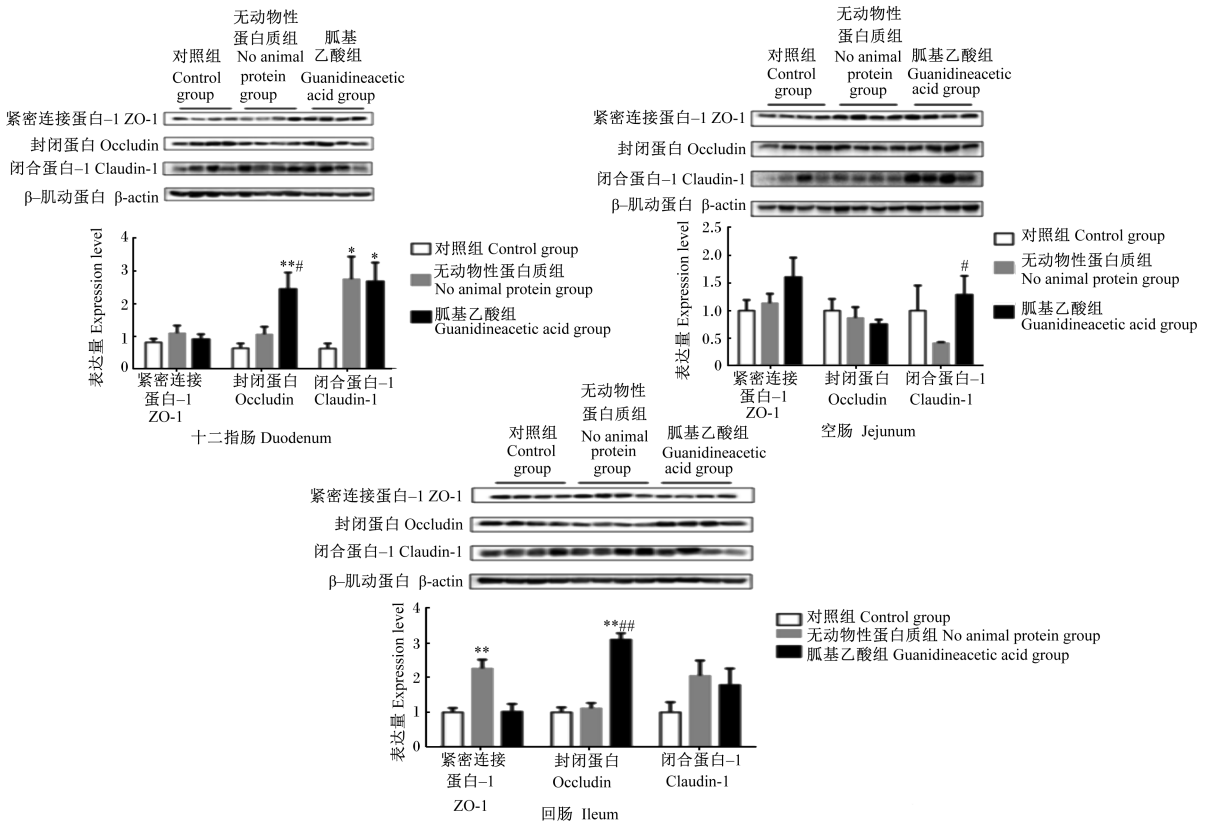 对照组
Control
group
无动物性
蛋白质组
No animal
protein
group
胍基
乙酸组
Guanidineacetic
acid group
紧密连接蛋白–1 ZO-1
封闭蛋白 Occludin
闭合蛋白–1 Claudin-1
β–肌动蛋白 β-actin
表达量 Expression level
4
3
2
1
0
**#
*
*
对照组 Control group
无动物性蛋白质组
No animal protein group
胍基乙酸组
Guanidineacetic acid group
紧密连接
蛋白–1
ZO-1
封闭蛋白
Occludin
闭合蛋白–1
Claudin-1
十二指肠 Duodenum
对照组
Control
group
无动物性
蛋白质组
No animal
protein
group
胍基乙酸组
Guanidineacetic
acid group
紧密连接蛋白–1 ZO-1
封闭蛋白 Occludin
闭合蛋白–1 Claudin-1
β–肌动蛋白 β-actin
表达量 Expression level
2.5
2.0
1.5
1.0
0.5
0.5
0
#
对照组 Control group
无动物性蛋白质组
No animal protein group
胍基乙酸组
Guanidineacetic acid group
紧密连接
蛋白–1
ZO-1
封闭蛋白
Occludin
闭合蛋白–1
Claudin-1
空肠 Jejunum
对照组
Control
group
无动物性
蛋白质组
No animal
protein
group
胍基乙酸组
Guanidineacetic
acid group
紧密连接蛋白–1 ZO-1
封闭蛋白 Occludin
闭合蛋白–1 Claudin-1
β–肌动蛋白 β-actin
表达量 Expression level
4
3
2
1
0
**
**##
对照组 Control group
无动物性蛋白质组 No animal protein group
胍基乙酸组 Guanidineacetic acid group
紧密连接
蛋白–1
ZO-1
封闭蛋白
Occludin
闭合蛋白–1
Claudin-1
回肠 Ileum